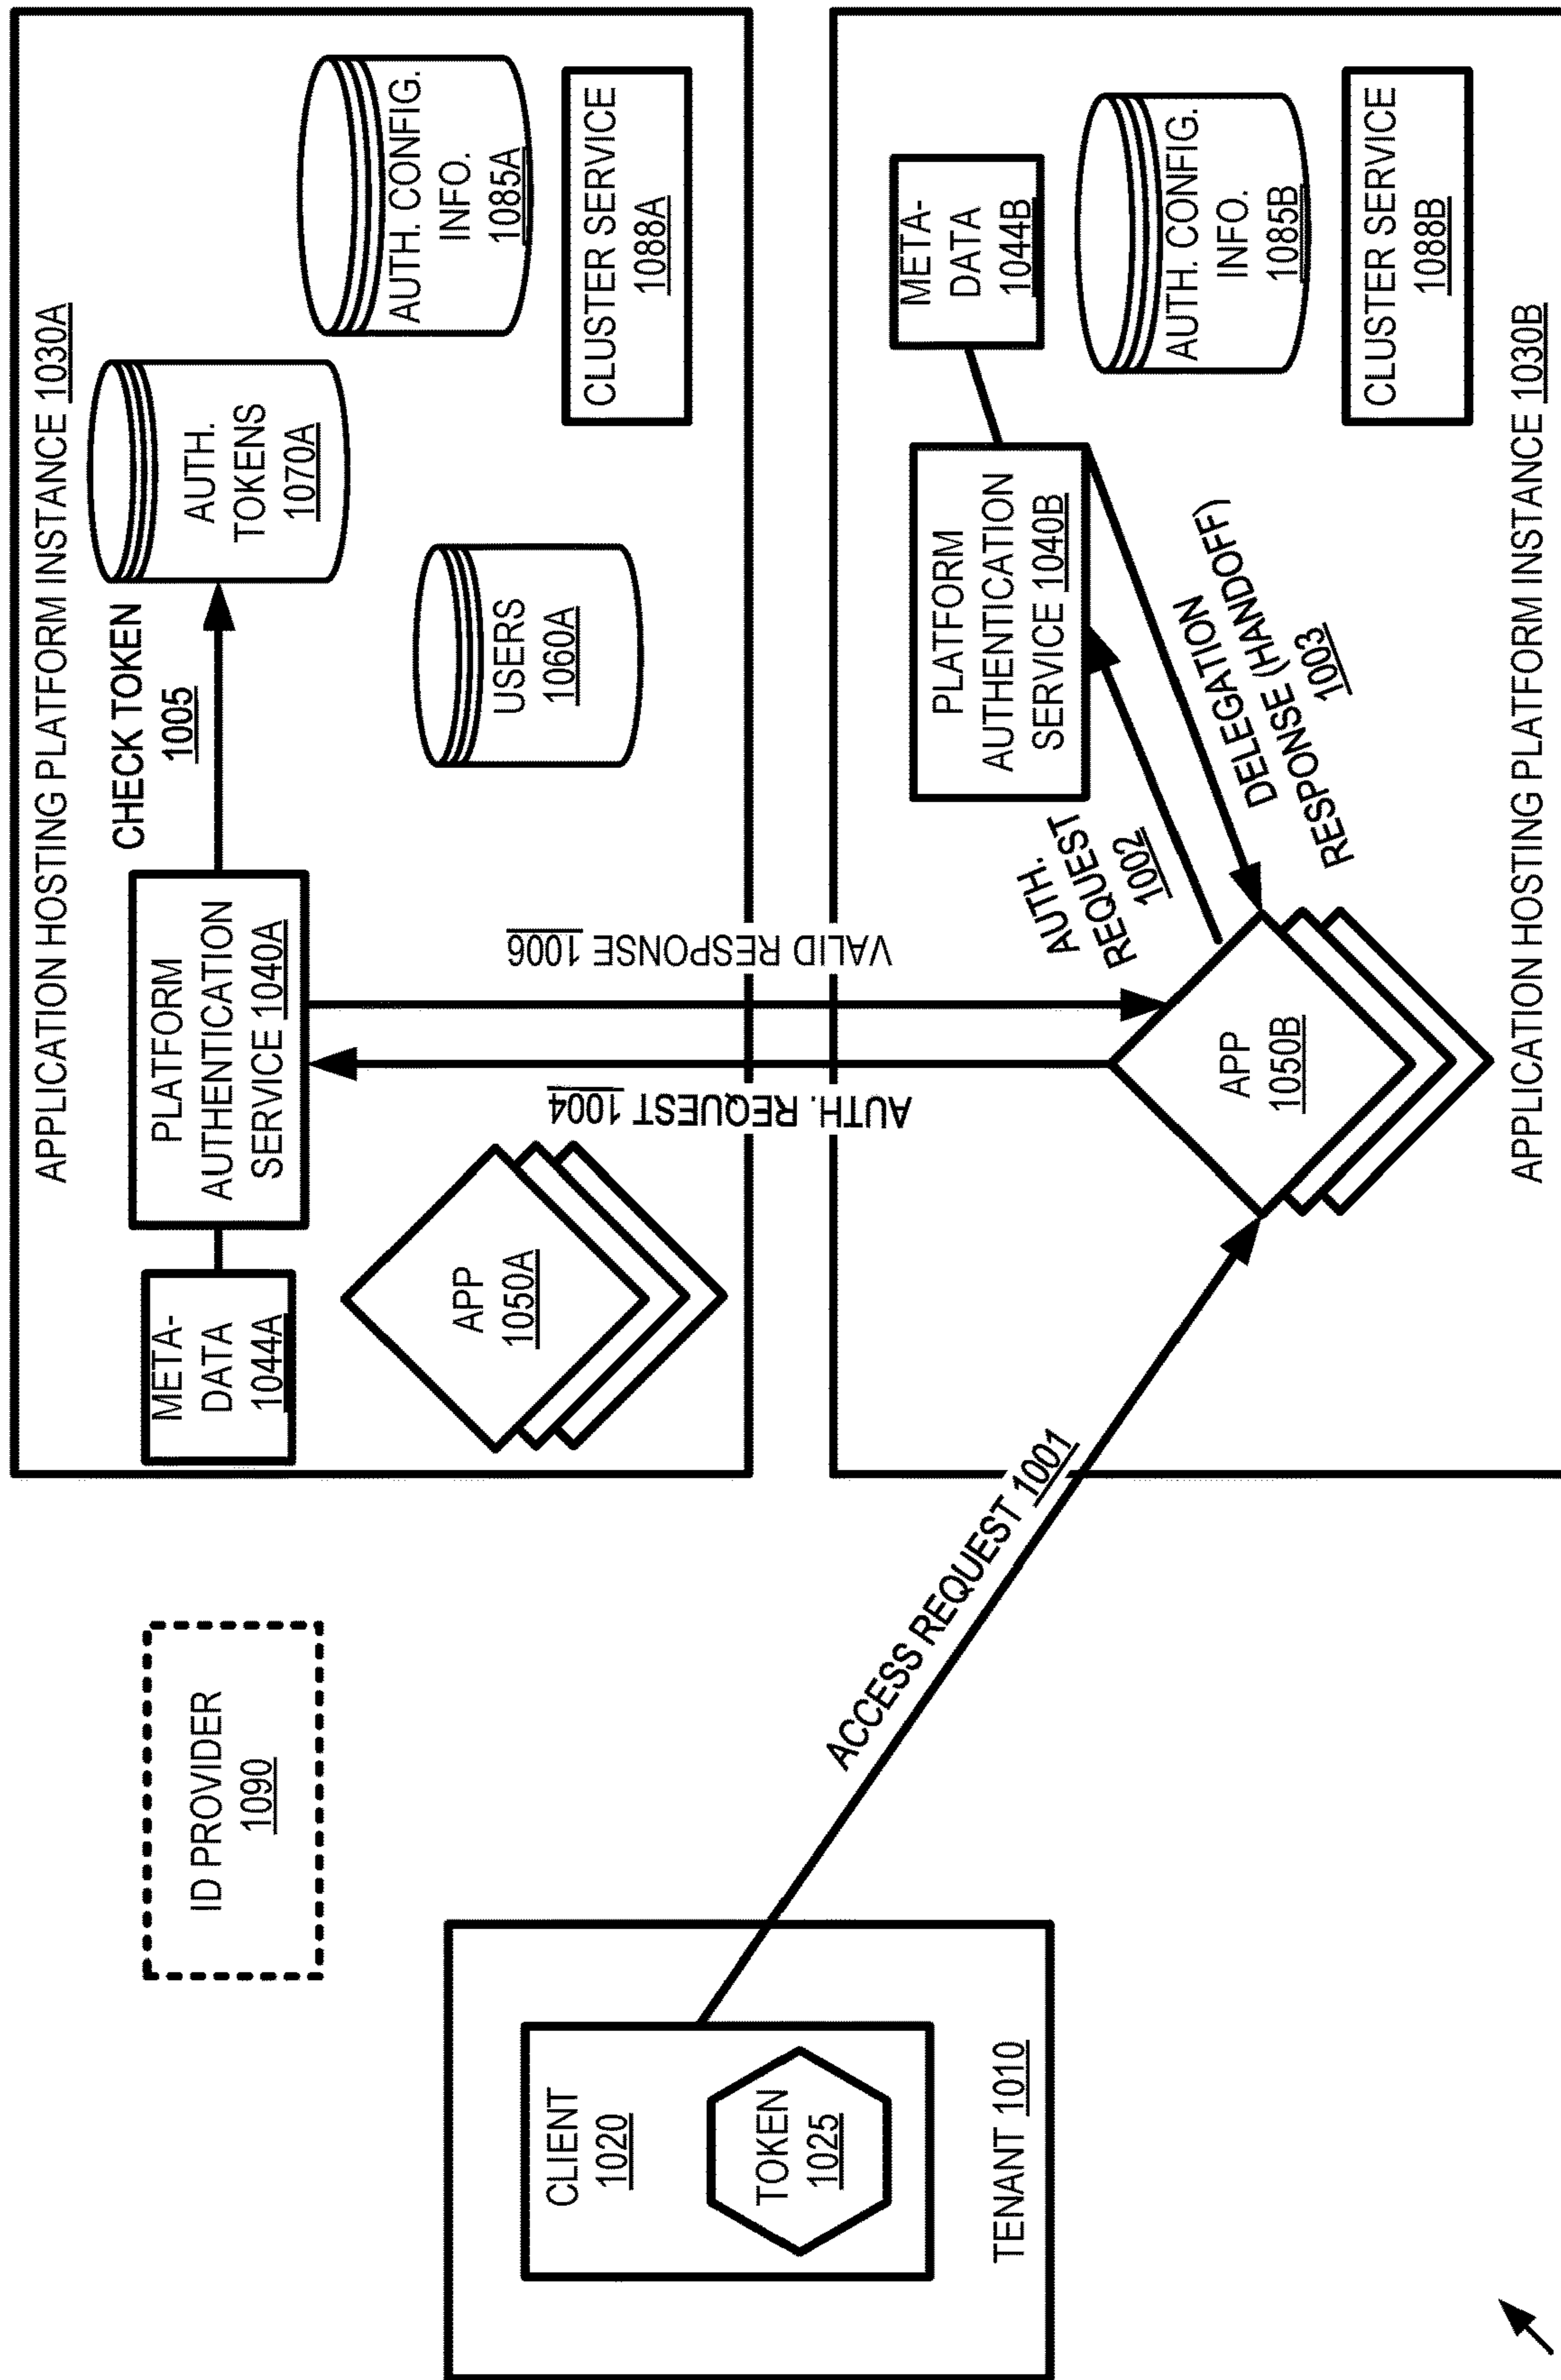 APPLICATION HOSTING PLATFORM INSTANCE 1030A
META-
DATA
1044A
PLATFORM
AUTHENTICATION
SERVICE 1040A
CHECK TOKEN
1005
AUTH.
TOKENS
1070A
USERS
1060A
AUTH. CONFIG.
INFO.
1085A
CLUSTER SERVICE
1088A
APP
1050A
ID PROVIDER
1090
AUTH. REQUEST 1004
VALID RESPONSE 1006
CLIENT
1020
TOKEN
1025
TENANT 1010
ACCESS REQUEST 1001
APP
1050B
AUTH.
REQUEST
1002
DELEGATION
RESPONSE (HANDOFF)
1003
PLATFORM
AUTHENTICATION
SERVICE 1040B
META-
DATA
1044B
AUTH. CONFIG.
INFO.
1085B
CLUSTER SERVICE
1088B
APPLICATION HOSTING PLATFORM INSTANCE 1030B